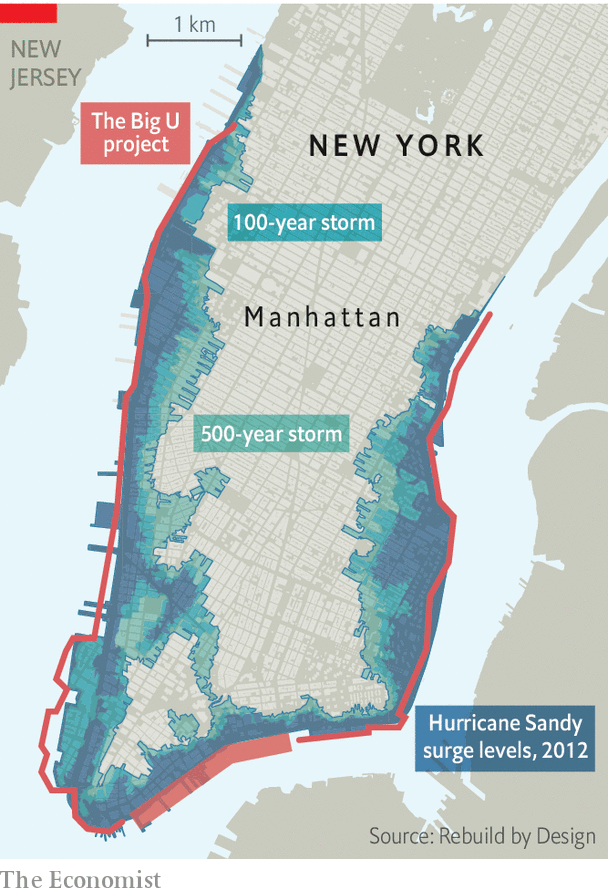 1 km
NEW
JERSEY
The Big U
project
NEW YORK
100-year storm
Manhattan
500-year storm
Hurricane Sandy
surge levels, 2012
Source: Rebuild by Design
The Economist